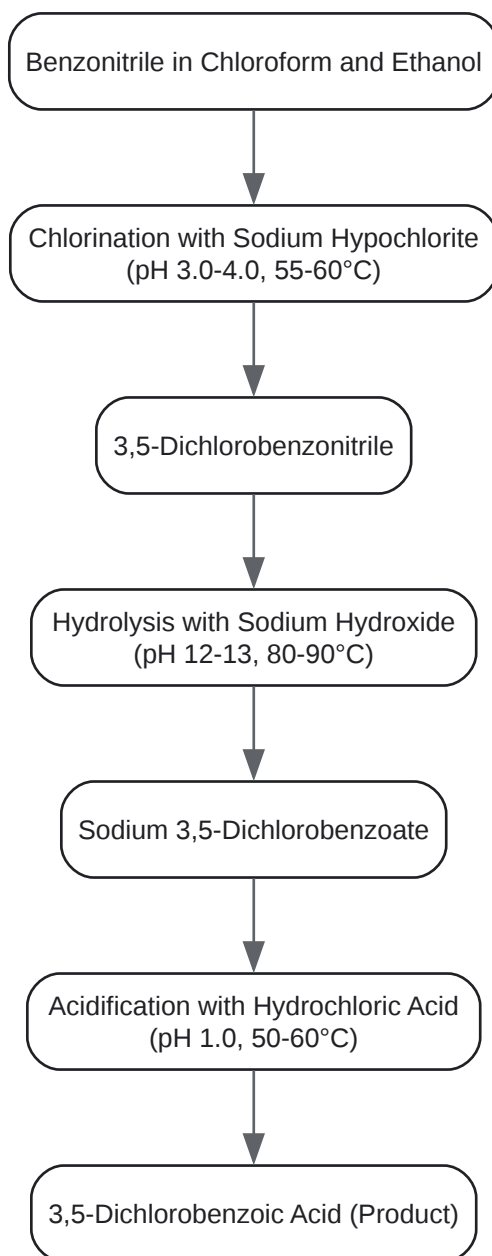 Benzonitrile in Chloroform and Ethanol
Chlorination with Sodium Hypochlorite
(pH 3.0-4.0, 55-60°C)
3,5-Dichlorobenzonitrile
Hydrolysis with Sodium Hydroxide
(pH 12-13, 80-90°C)
Sodium 3,5-Dichlorobenzoate
Acidification with Hydrochloric Acid
(pH 1.0, 50-60°C)
3,5-Dichlorobenzoic Acid (Product)